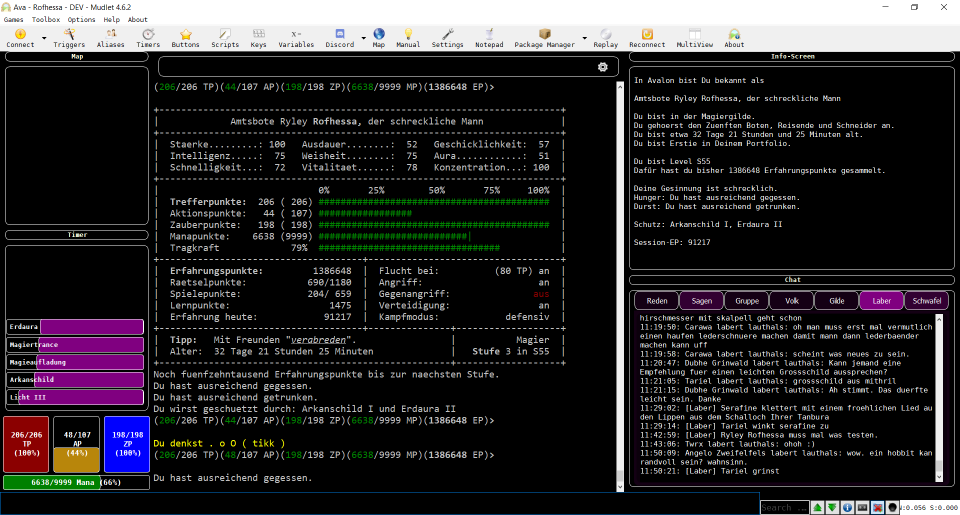 Ava - Rofhessa - DEV - Mudlet 4.6.2
Games Toolbox Options Help About
Connect Triggers Aliases Timers Buttons Scripts Keys Variables Discord Map Manual Settings Notepad Package Manager Replay Reconnect MultiView About
Map
Timer
Erdaura
Magiertrance
Magieaufladung
Arkanschild
Licht III
206/206 TP (100%)
48/107 AP (44%)
198/198 ZP (100%)
6638/9999 Mana (66%)
(206/206 TP)(44/107 AP)(198/198 ZP)(6638/9999 MP)(1386648 EP)>
Amtsbote Ryley Rofhessa, der schreckliche Mann
Staerke.........: 100 Ausdauer........: 52 Geschicklichkeit: 57
Intelligenz.....: 75 Weisheit........: 75 Aura............: 51
Schnelligkeit...: 72 Vitalitaet......: 78 Konzentration...: 100
0% 25% 50% 75% 100%
Trefferpunkte: 206 ( 206)
Aktionspunkte: 44 ( 107)
Zauberpunkte: 198 ( 198)
Manapunkte: 6638 (9999)
Tragkraft 79%
Erfahrungspunkte: 1386648 | Flucht bei: (80 TP) an
Raetselpunkte: 690/1180 | Angriff: an
Spielepunkte: 204/ 659 | Gegenangriff: aus
Lernpunkte: 1475 | Verteidigung: an
Erfahrung heute: 91217 | Kampfmodus: defensiv
Tipp: Mit Freunden "verabreden". | Magier
Alter: 32 Tage 21 Stunden 25 Minuten | Stufe 3 in S55
Noch fuenfzehntausend Erfahrungspunkte bis zur naechsten Stufe.
Du hast ausreichend gegessen.
Du hast ausreichend getrunken.
Du wirst geschuetzt durch: Arkanschild I und Erdaura II
(206/206 TP)(44/107 AP)(198/198 ZP)(6638/9999 MP)(1386648 EP)>
Du denkst . o O ( tikk )
(206/206 TP)(48/107 AP)(198/198 ZP)(6638/9999 MP)(1386648 EP)>
Du hast ausreichend gegessen.
Info-Screen
In Avalon bist Du bekannt als
Amtsbote Ryley Rofhessa, der schreckliche Mann
Du bist in der Magiergilde.
Du gehoerst den Zuenften Boten, Reisende und Schneider an.
Du bist etwa 32 Tage 21 Stunden und 25 Minuten alt.
Du bist Erstie in Deinem Portfolio.
Du bist Level S55
Dafür hast du bisher 1386648 Erfahrungspunkte gesammelt.
Deine Gesinnung ist schrecklich.
Hunger: Du hast ausreichend gegessen.
Durst: Du hast ausreichend getrunken.
Schutz: Arkanschild I, Erdaura II
Session-EP: 91217
Chat
Reden Sagen Gruppe Volk Gilde Laber Schwafel
hirschmesser mit skalpell geht schon
11:19:50: Carawa labert lauthals: oh man muss erst mal vermutlich
einen haufen lederschnuere machen damit mann dann lederbaender
machen kann uff
11:19:58: Carawa labert lauthals: scheint was neues zu sein.
11:20:47: Dubhe Grinwald labert lauthals: Kann jemand eine
Empfehlung fuer einen leichten Grossschild aussprechen?
11:21:05: Tariel labert lauthals: grossschild aus mithril
11:21:15: Dubhe Grinwald labert lauthals: Ah stimmt. Das duerfte
leicht sein. Danke
11:29:02: [Laber] Serafine klettert mit einem froehlichen Lied au
den Lippen aus dem Schalloch Ihrer Tanbura
11:29:14: [Laber] Tariel winkt serafine zu
11:42:59: [Laber] Ryley Rofhessa muss mal was testen.
11:43:06: Twrx labert lauthals: ohoh :)
11:50:09: Angelo Zweifelfels labert lauthals: wow. ein hobbit kan
randvoll sein? wahnsinn.
11:50:21: [Laber] Tariel grinst
Search ...
N:0.056 S:0.000